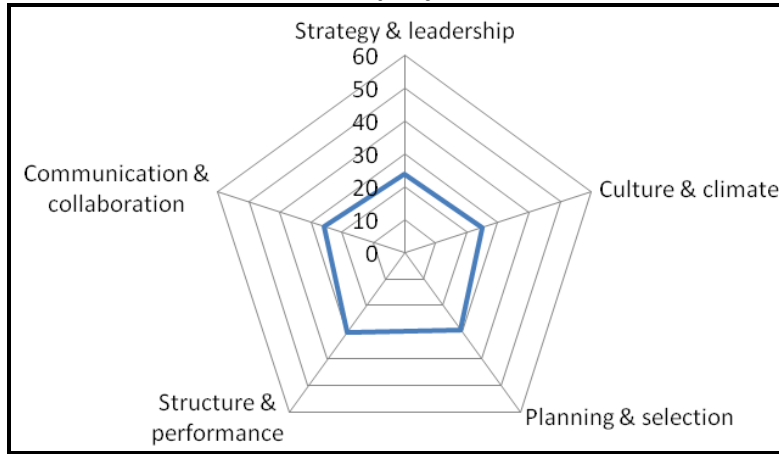 Strategy & leadership
60
50
40
30
20
10
0
Culture & climate
Planning & selection
Structure &
performance
Communication &
collaboration